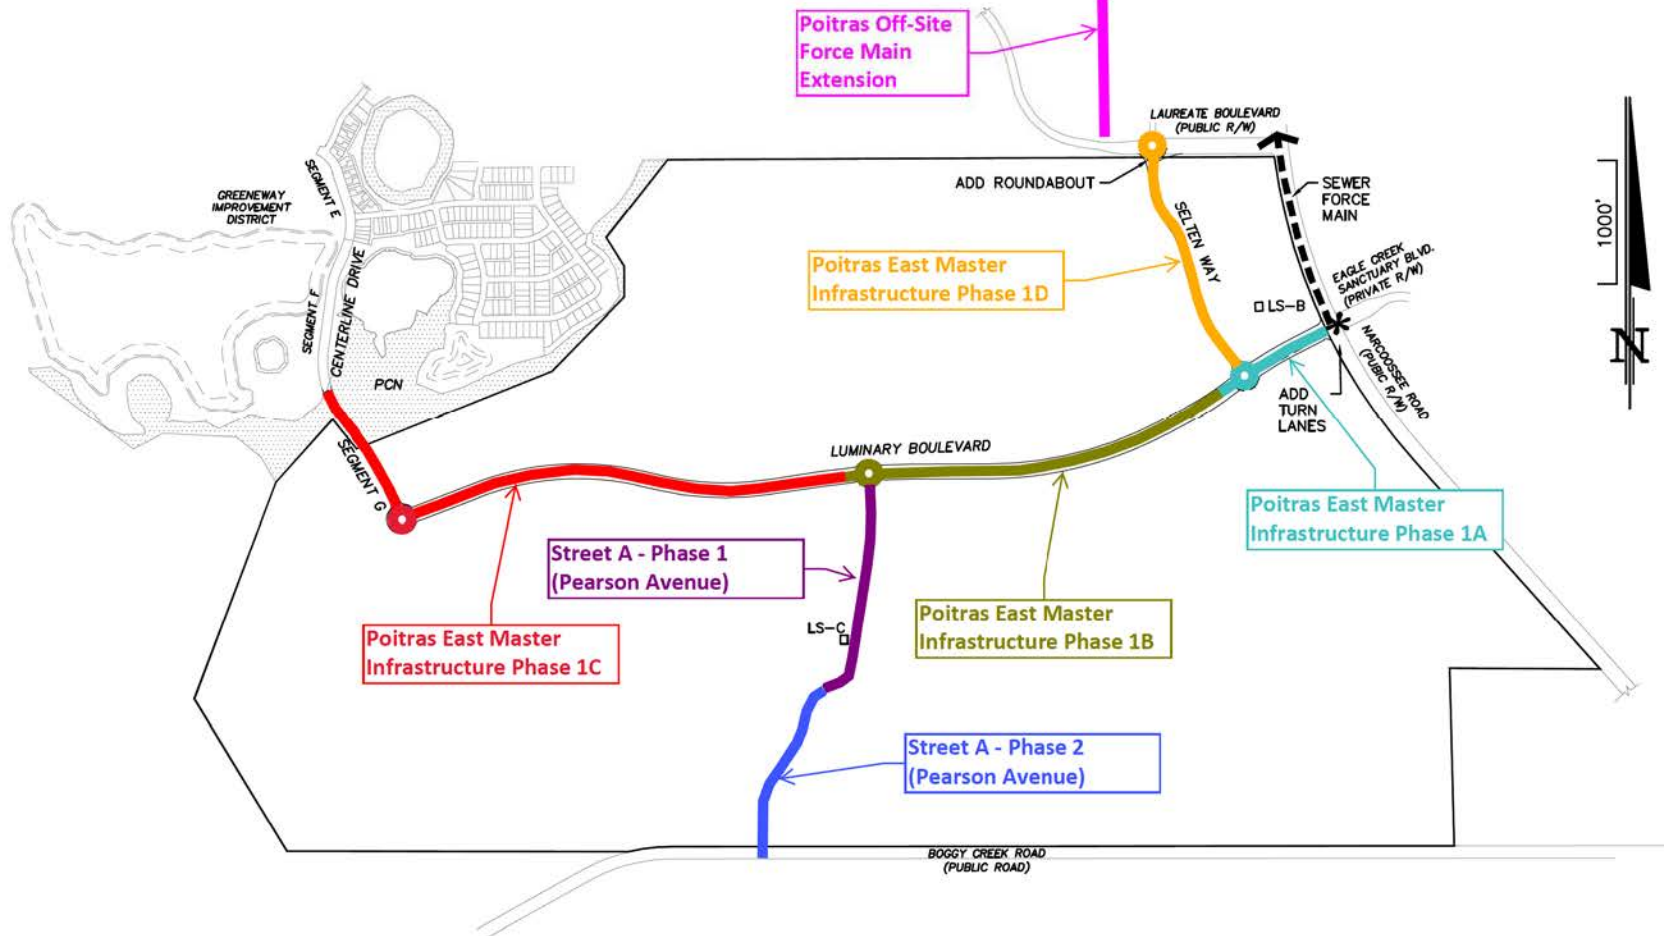 Poitras Off-Site
Force Main
Extension
LAUREATE BOULEVARD
(PUBLIC R/W)
ADD ROUNDABOUT
SEWER
FORCE
MAIN
1000'
N
SEGMENT E
GREENEWAY
IMPROVEMENT
DISTRICT
SELTEN WAY
EAGLE CREEK
SANCTUARY BLVD.
(PRIVATE R/W)
Poitras East Master
Infrastructure Phase 1D
LS-B
SEGMENT F
CENTERLINE DRIVE
NARCOOSSEE ROAD
(PUBIC R/W)
PCN
ADD
TURN
LANES
SEGMENT G
LUMINARY BOULEVARD
Poitras East Master
Infrastructure Phase 1A
Street A - Phase 1
(Pearson Avenue)
Poitras East Master
Infrastructure Phase 1B
LS-C
Poitras East Master
Infrastructure Phase 1C
Street A - Phase 2
(Pearson Avenue)
BOGGY CREEK ROAD
(PUBLIC ROAD)